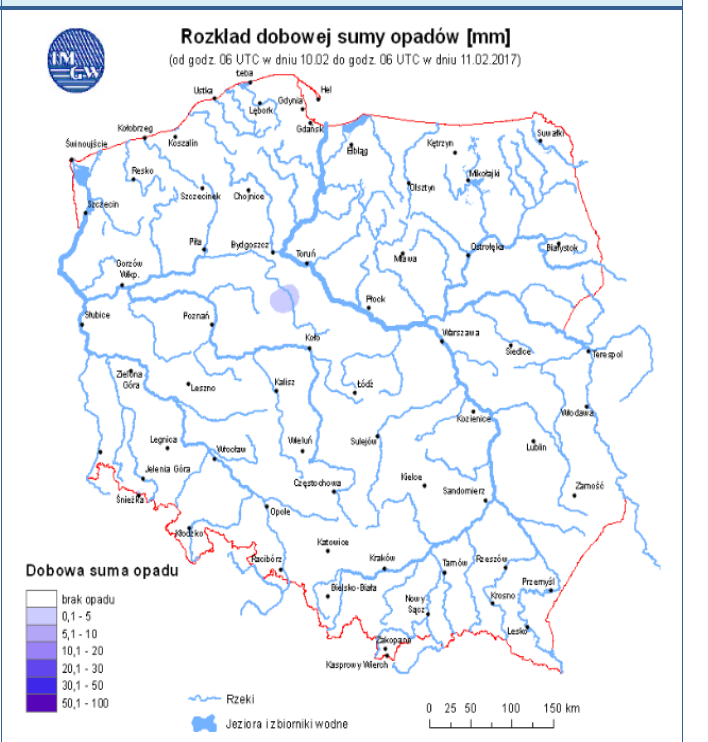 Rozkład dobowej sumy opadów [mm]
(od godz. 06 UTC w dniu 10.02 do godz. 06 UTC w dniu 11.02.2017)
IM
GW
Łeba
Ustka
Hel
Lębork
Gdynia
Gdańsk
Kołobrzeg
Koszalin
Świnoujście
Elbląg
Kętrzyn
Suwałki
Resko
Szczecinek
Chojnice
Olsztyn
Mikołajki
Szczecin
Piła
Bydgoszcz
Toruń
Mława
Ostrołęka
Białystok
Gorzów
Wlkp.
Płock
Słubice
Poznań
Koło
Warszawa
Siedlce
Terespol
Zielona
Góra
Leszno
Kalisz
Łódź
Kozienice
Włodawa
Legnica
Wrocław
Wieluń
Sulejów
Lublin
Jelenia Góra
Śnieżka
Częstochowa
Kielce
Sandomierz
Zamość
Opole
Kłodzko
Katowice
Racibórz
Kraków
Tarnów
Rzeszów
Przemyśl
Bielsko-Biała
Nowy
Sącz
Krosno
Lesko
Zakopane
Kasprowy Wierch
Dobowa suma opadu
brak opadu
0,1 - 5
5,1 - 10
10,1 - 20
20,1 - 30
30,1 - 50
50,1 - 100
Rzeki
Jeziora i zbiorniki wodne
0 25 50 100 150 km